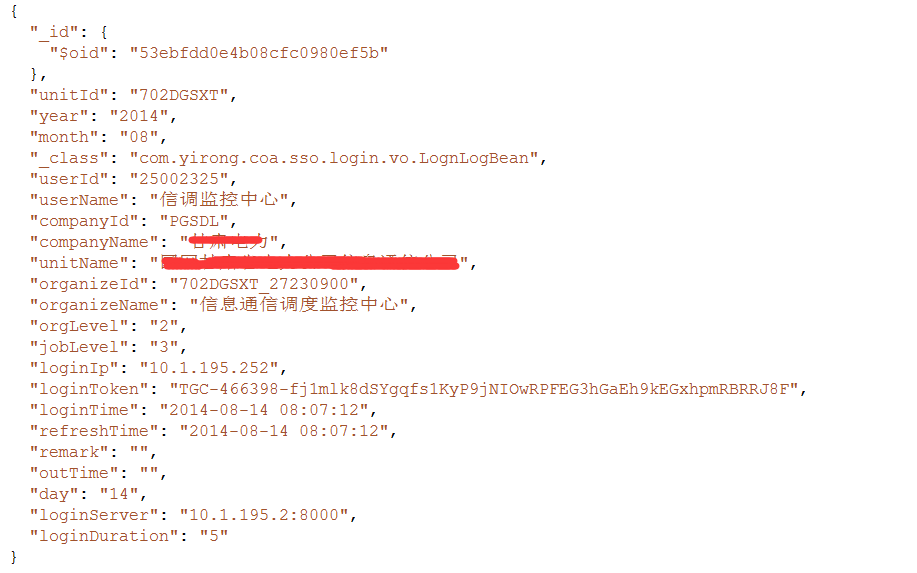 {
"_id": {
"$oid": "53ebfdd0e4b08cfc0980ef5b"
},
"unitId": "702DGSXT",
"year": "2014",
"month": "08",
"_class": "com.yirong.coa.sso.login.vo.LognLogBean",
"userId": "25002325",
"userName": "信调监控中心",
"companyId": "PGSDL",
"companyName": "",
"unitName": "",
"organizeId": "702DGSXT_27230900",
"organizeName": "信息通信调度监控中心",
"orgLevel": "2",
"jobLevel": "3",
"loginIp": "10.1.195.252",
"loginToken": "TGC-466398-fj1mlk8dSYgqfs1KyP9jNIOwRPFEG3hGaEh9kEGxhpmRBRRJ8F",
"loginTime": "2014-08-14 08:07:12",
"refreshTime": "2014-08-14 08:07:12",
"remark": "",
"outTime": "",
"day": "14",
"loginServer": "10.1.195.2:8000",
"loginDuration": "5"
}